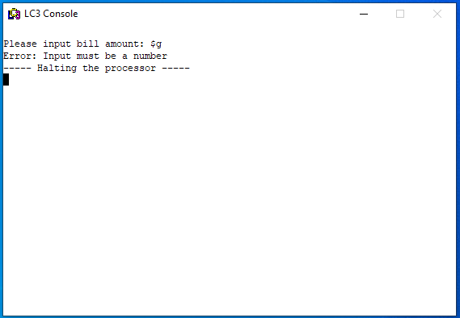 LC3 Console
Please input bill amount: $g
Error: Input must be a number
----- Halting the processor -----